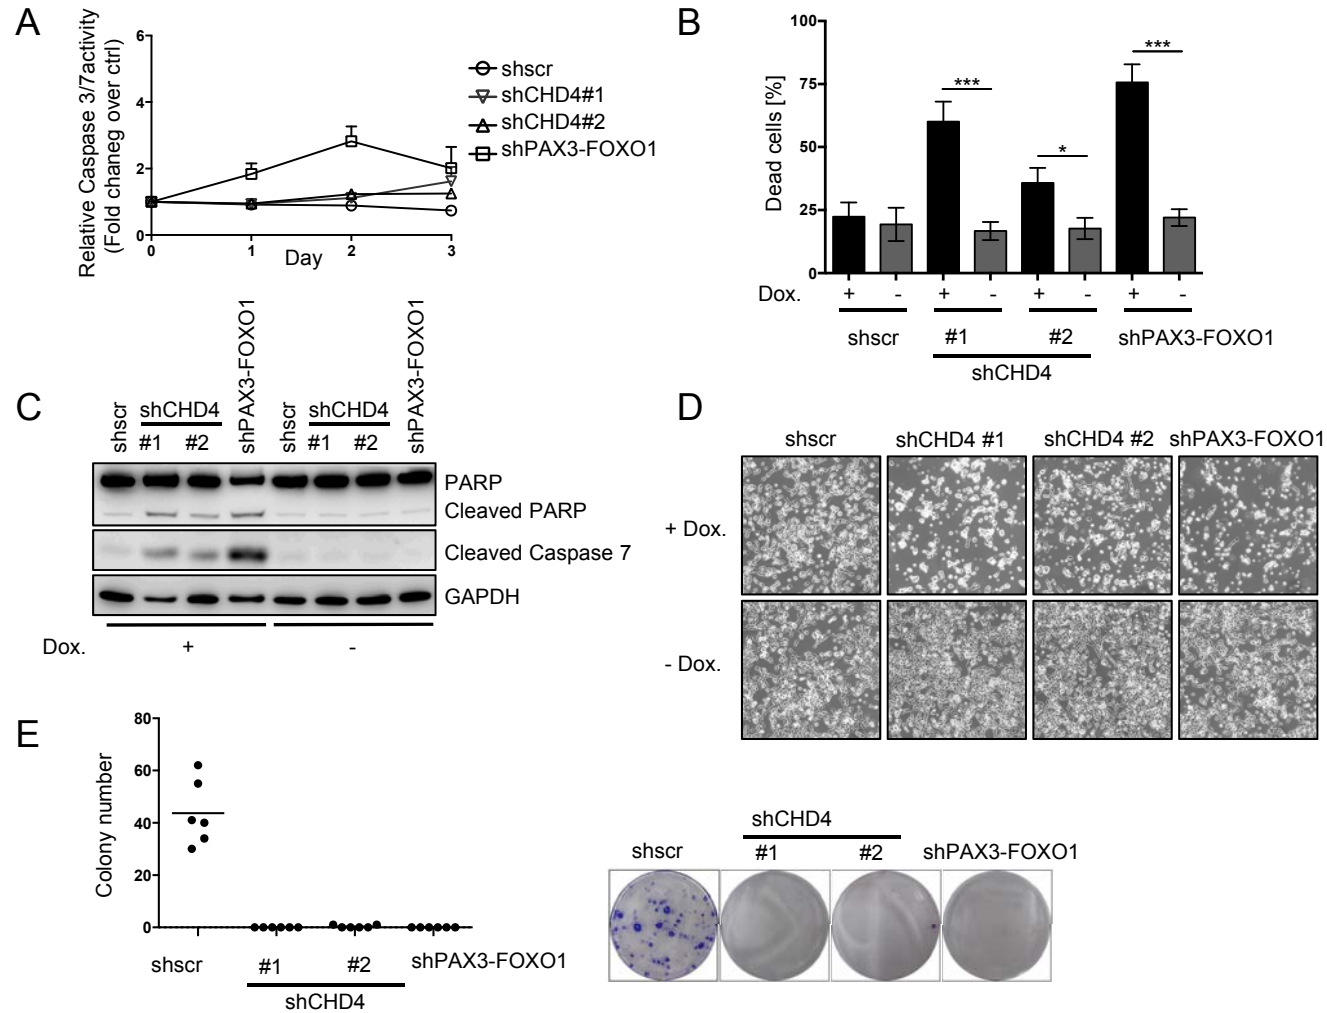 A
Relative Caspase 3/7activity
(Fold chaneg over ctrl)
6
4
2
0
0 1 2 3
Day
shscr
shCHD4#1
shCHD4#2
shPAX3-FOXO1
B
Dead cells [%]
100
75
50
25
0
***
*
***
Dox. + - + - + - + -
shscr #1 #2 shPAX3-FOXO1
shCHD4
C
shscr shCHD4 shPAX3-FOXO1 shscr shCHD4 shPAX3-FOXO1
#1 #2 #1 #2
PARP
Cleaved PARP
Cleaved Caspase 7
GAPDH
Dox. + -
D
shscr shCHD4 #1 shCHD4 #2 shPAX3-FOXO1
+ Dox.
- Dox.
E
Colony number
80
60
40
20
0
shscr #1 #2 shPAX3-FOXO1
shCHD4
shCHD4
shscr #1 #2 shPAX3-FOXO1